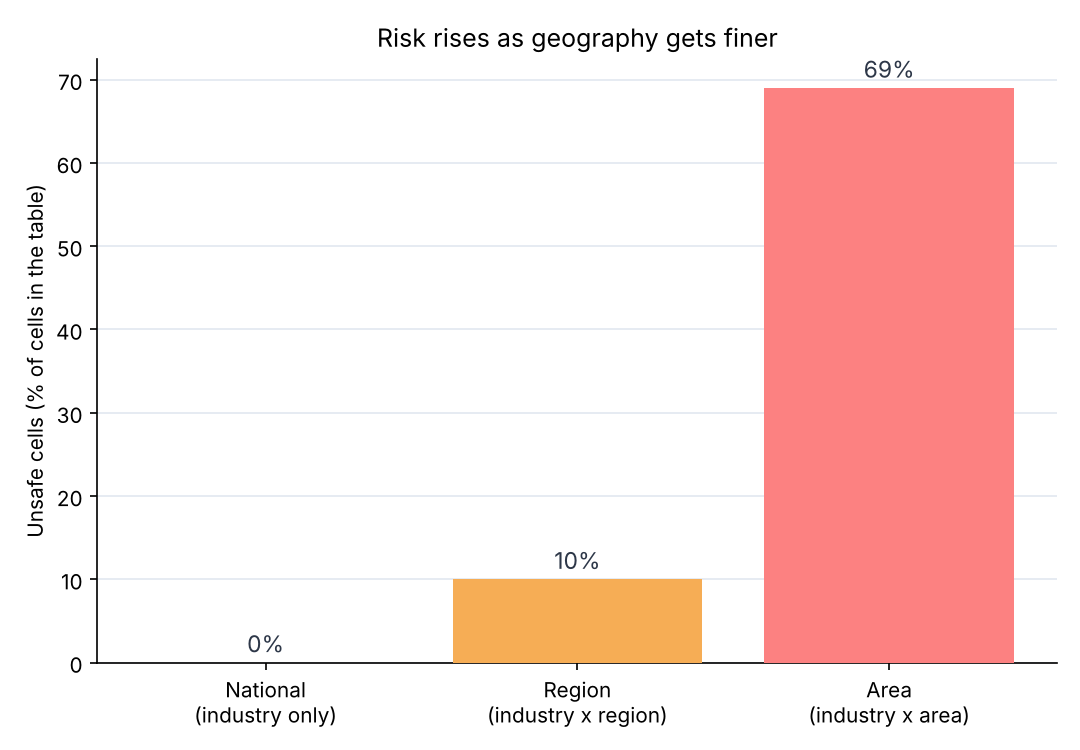 Risk rises as geography gets finer
Unsafe cells (% of cells in the table)
70
60
50
40
30
20
10
0
0%
10%
69%
National
(industry only)
Region
(industry x region)
Area
(industry x area)